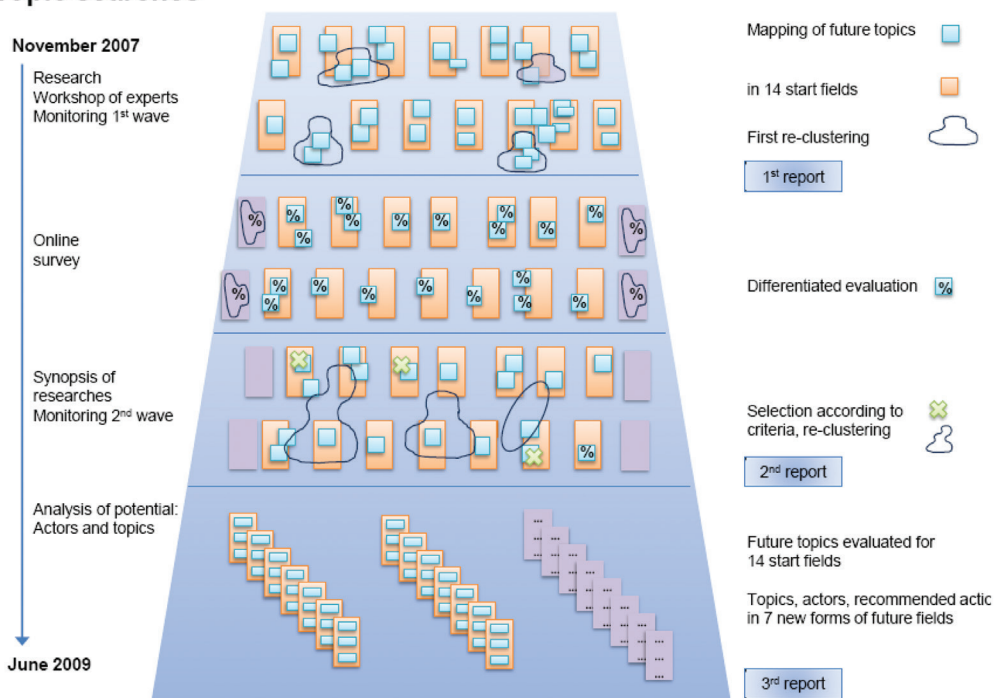 November 2007
Research
Workshop of experts
Monitoring 1st wave
Online
survey
Synopsis of
researches
Monitoring 2nd wave
Analysis of potential:
Actors and topics
June 2009
Mapping of future topics
in 14 start fields
First re-clustering
1st report
Differentiated evaluation
%
Selection according to
criteria, re-clustering
2nd report
Future topics evaluated for
14 start fields
Topics, actors, recommended actic
in 7 new forms of future fields
3rd report
% % % % % % % % % % % %
% % % % % % % % % % % %
%
...
...
...